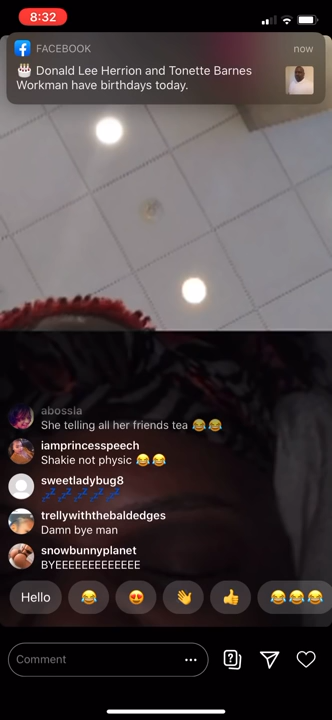 8:32
FACEBOOK
now
🎂 Donald Lee Herrion and Tonette Barnes
Workman have birthdays today.
abossla
She telling all her friends tea 😂😂
iamprincesspeech
Shakie not physic 😂😂
sweetladybug8
💤💤💤💤💤
trellywiththebaldedges
Damn bye man
snowbunnyplanet
BYEEEEEEEEEEEEE
Hello 😂 😍 👋 👍 😂😂😂
Comment